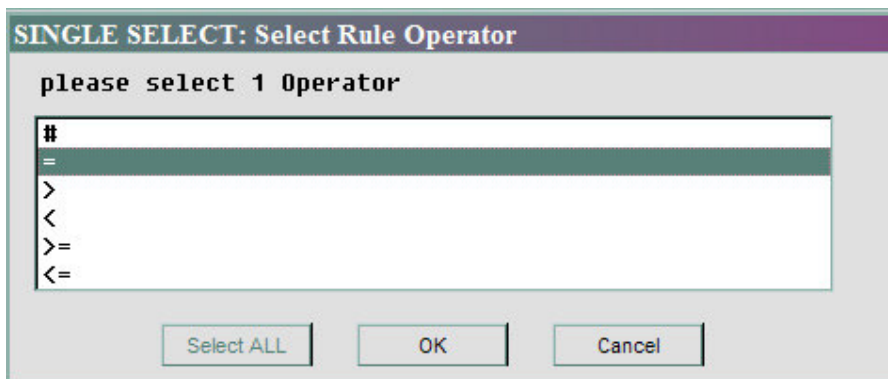 SINGLE SELECT: Select Rule Operator
please select 1 Operator
#
=
>
<
>=
<=
Select ALL OK Cancel